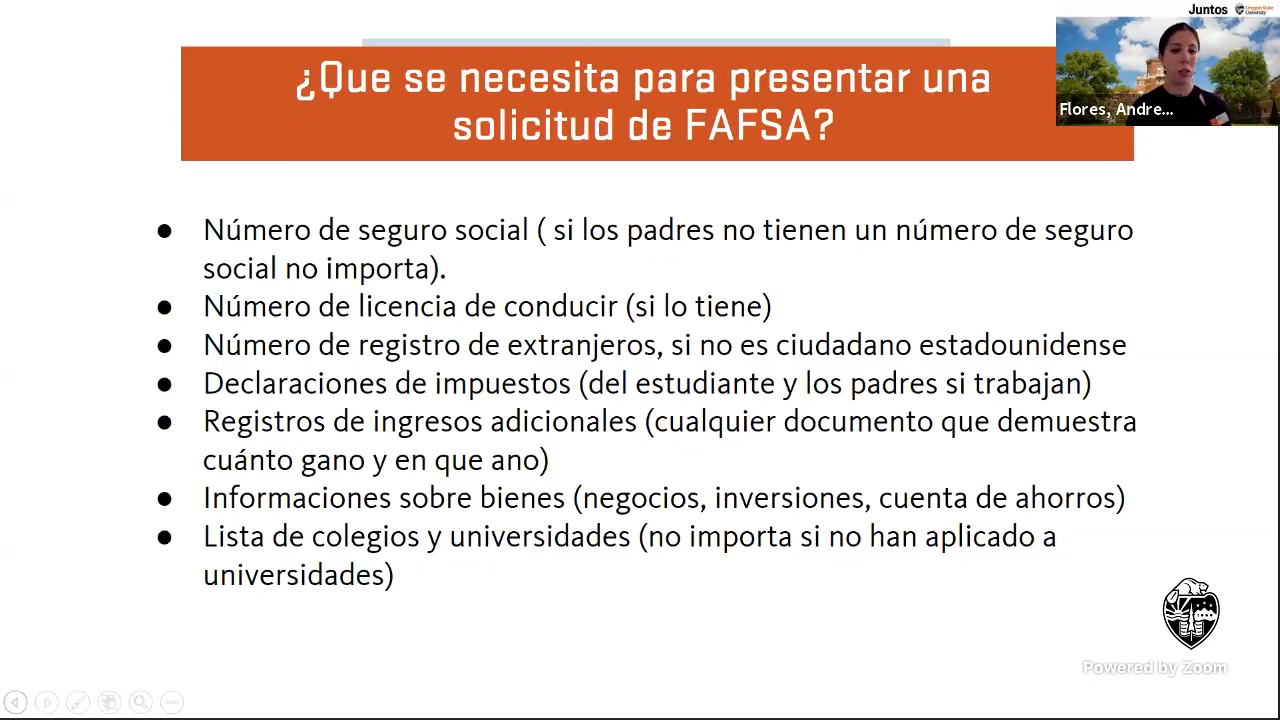 Juntos
Oregon State
University
¿Que se necesita para presentar una
solicitud de FAFSA?
Flores, Andre...
● Número de seguro social ( si los padres no tienen un número de seguro
social no importa).
● Número de licencia de conducir (si lo tiene)
● Número de registro de extranjeros, si no es ciudadano estadounidense
● Declaraciones de impuestos (del estudiante y los padres si trabajan)
● Registros de ingresos adicionales (cualquier documento que demuestra
cuánto gano y en que ano)
● Informaciones sobre bienes (negocios, inversiones, cuenta de ahorros)
● Lista de colegios y universidades (no importa si no han aplicado a
universidades)
Powered by Zoom